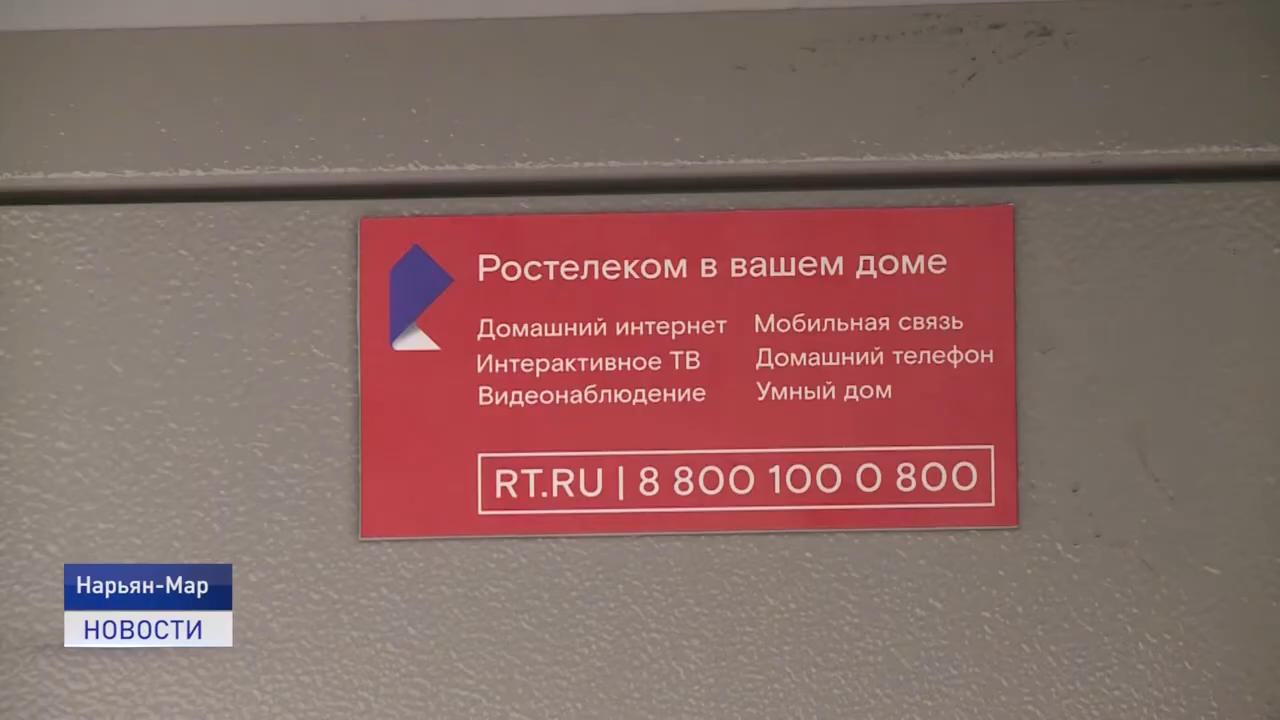 Ростелеком в вашем доме
Домашний интернет
Интерактивное ТВ
Видеонаблюдение
Мобильная связь
Домашний телефон
Умный дом
RT.RU | 8 800 100 0 800
Нарьян-Мар
НОВОСТИ